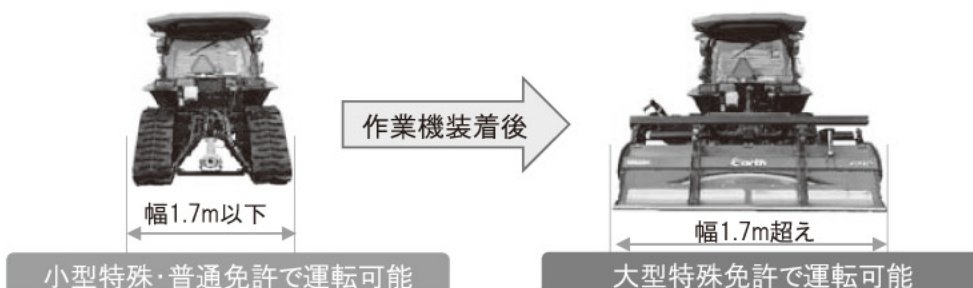 作業機装着後
Earth
幅1.7m以下
幅1.7m超え
小型特殊・普通免許で運転可能
大型特殊免許で運転可能